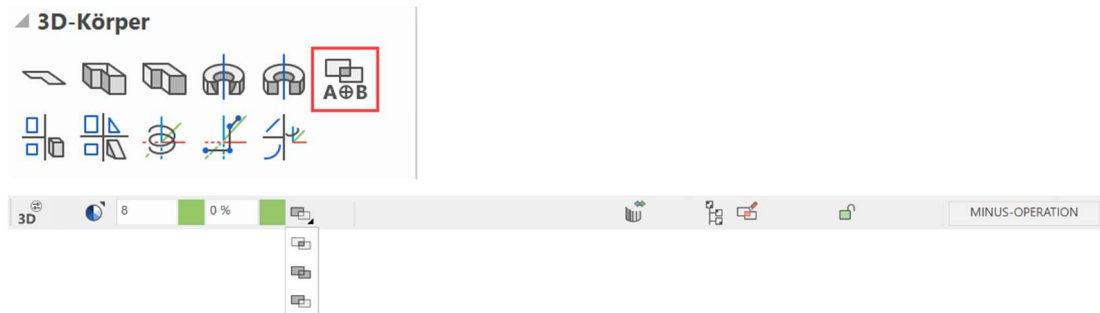 3D-Körper
A⊕B
3D 8 0 % MINUS-OPERATION